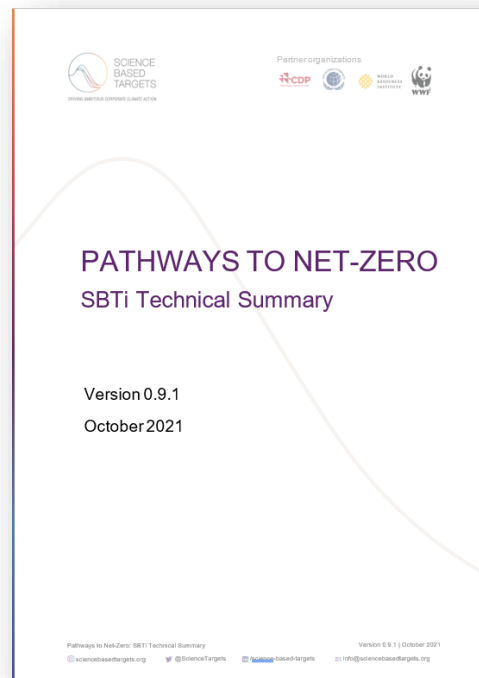 SCIENCE
BASED
TARGETS
DRIVING AMBITIOUS CORPORATE CLIMATE ACTION
Partner organizations
CDP
WORLD
RESOURCES
INSTITUTE
WWF
PATHWAYS TO NET-ZERO
SBTi Technical Summary
Version 0.9.1
October 2021
Pathways to Net-Zero: SBTi Technical Summary
Version 0.9.1 | October 2021
sciencebasedtargets.org
@ScienceTargets
/science-based-targets
info@sciencebasedtargets.org